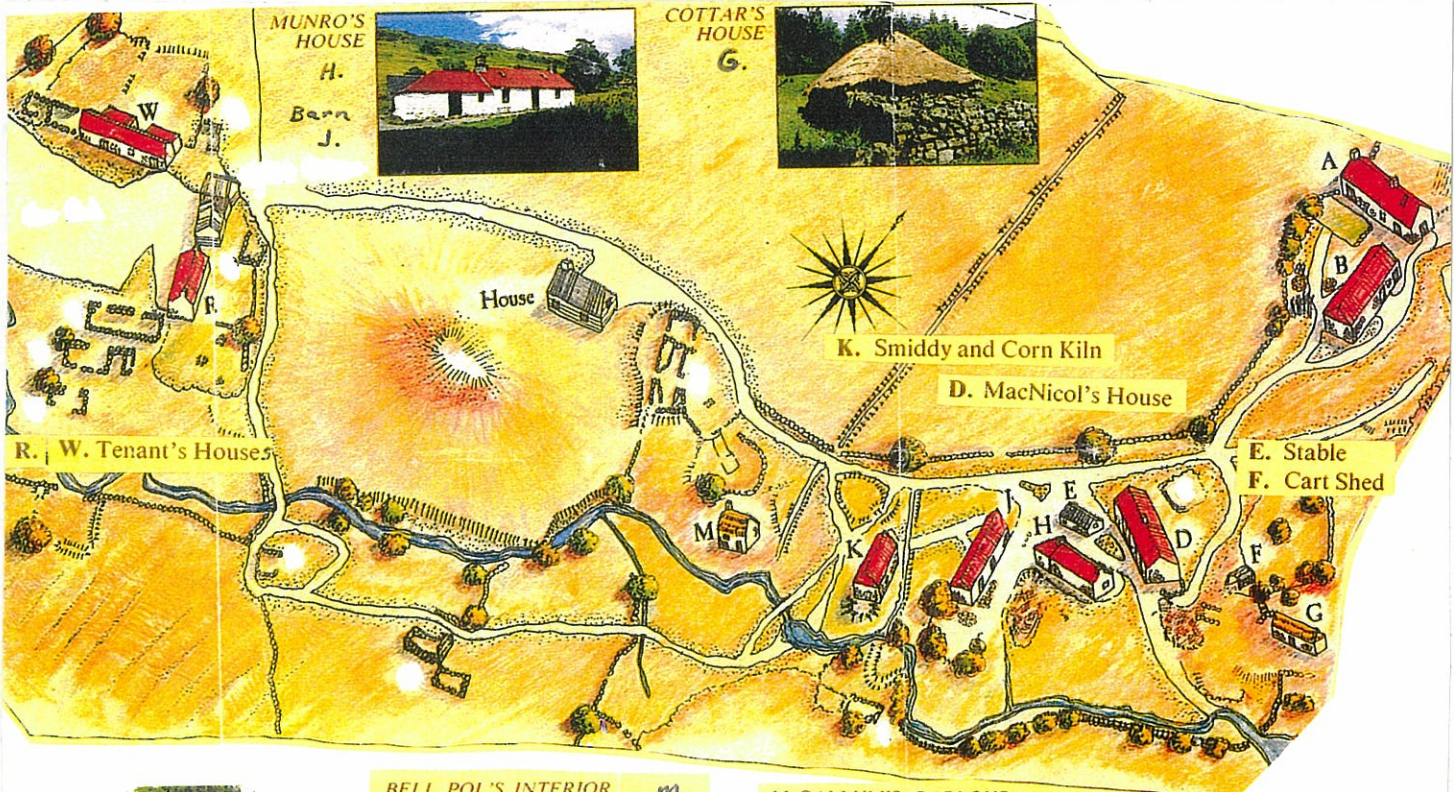 MUNRO'S
HOUSE
H.
Barn
J.
COTTAR'S
HOUSE
G.
W
A
B
R
House
K. Smiddy and Corn Kiln
D. MacNicol's House
R. W. Tenant's Houses
E. Stable
F. Cart Shed
J
E
H
D
M
K
F
G
BELL POL'S INTERIOR
m